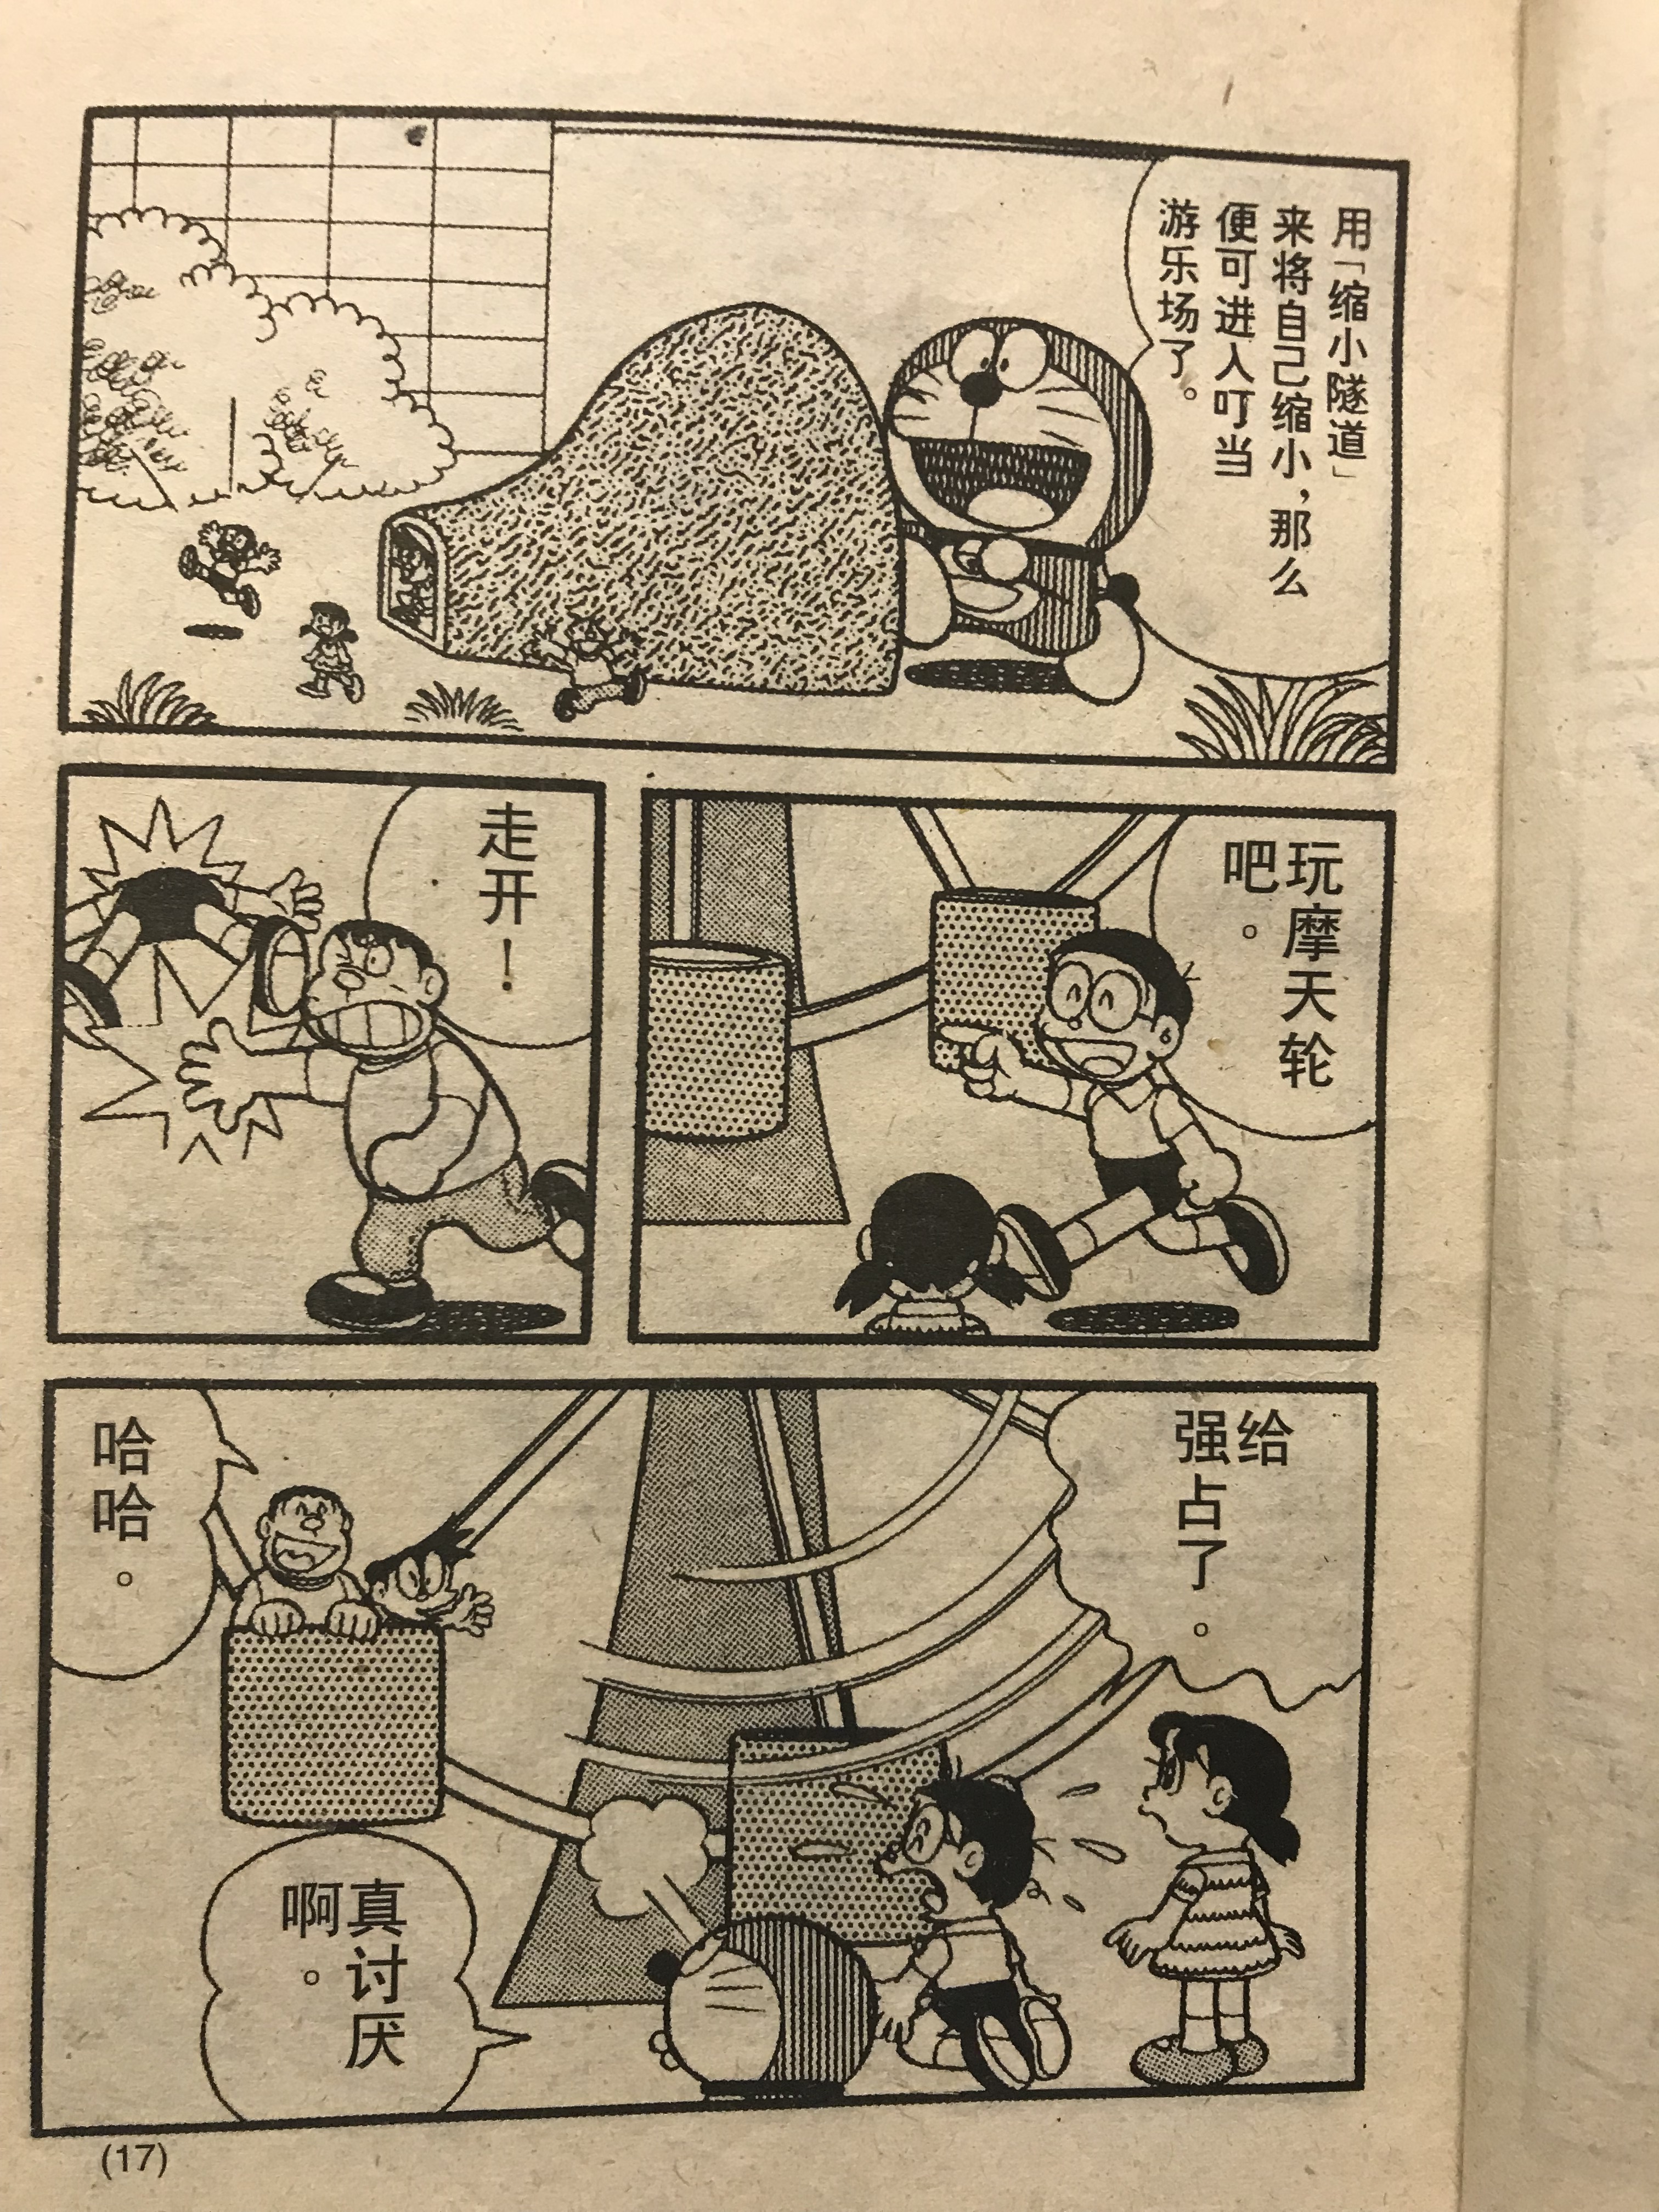 用「缩小隧道」
来将自己缩小，那么
便可进入叮当
游乐场了。
玩摩天轮
吧。
走开！
给
强占了。
哈哈。
真讨厌
啊。
(17)